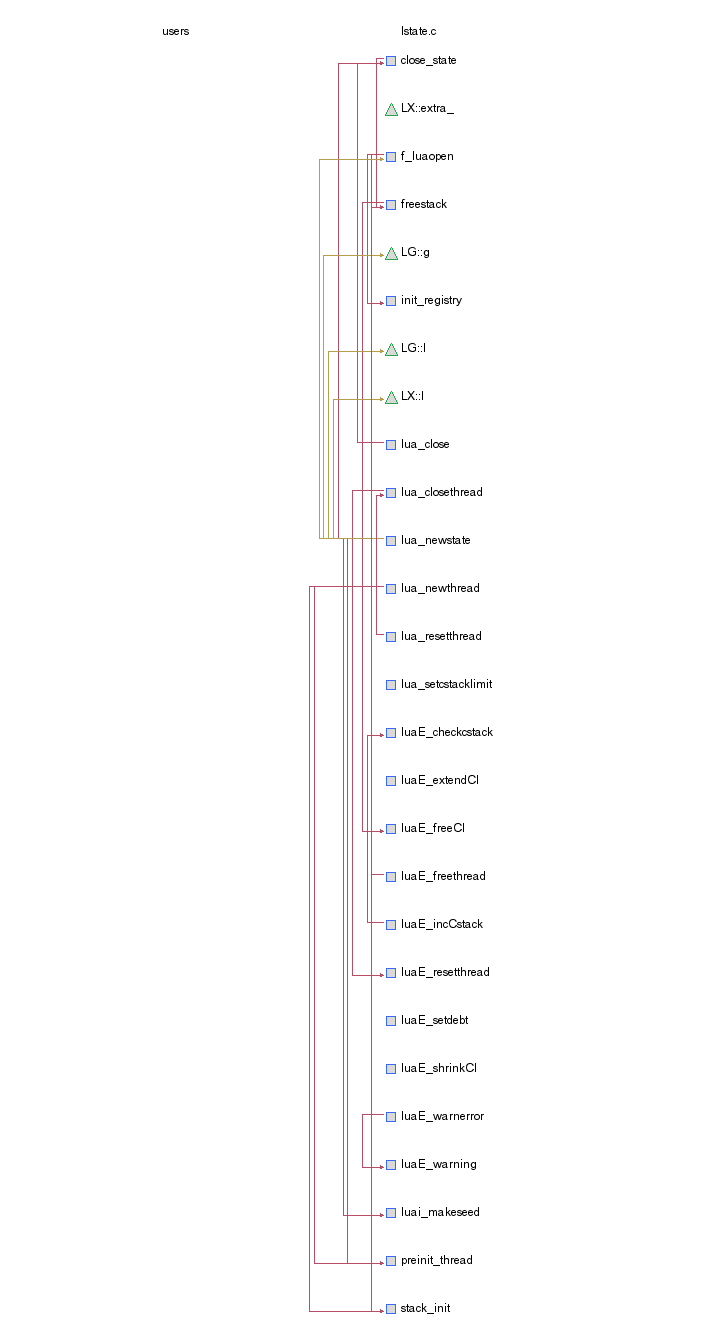 users lstate.c
close_state
LX::extra_
f_luaopen
freestack
LG::g
init_registry
LG::l
LX::l
lua_close
lua_closethread
lua_newstate
lua_newthread
lua_resetthread
lua_setcstacklimit
luaE_checkcstack
luaE_extendCI
luaE_freeCI
luaE_freethread
luaE_incCstack
luaE_resetthread
luaE_setdebt
luaE_shrinkCI
luaE_warnerror
luaE_warning
luai_makeseed
preinit_thread
stack_init